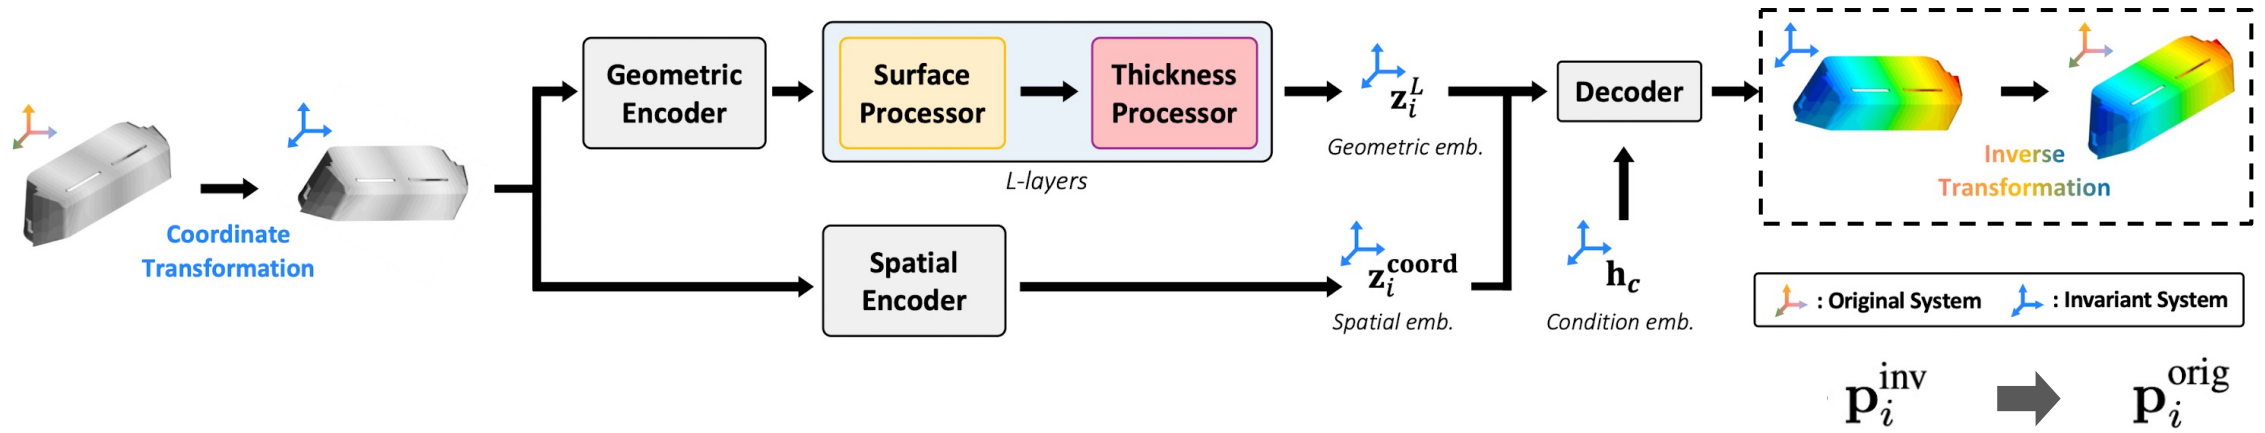 Coordinate
Transformation
Geometric
Encoder
Surface
Processor
Thickness
Processor
L-layers
Spatial
Encoder
z_i^L
Geometric emb.
z_i^coord
Spatial emb.
Decoder
h_c
Condition emb.
Inverse
Transformation
: Original System : Invariant System
p_i^inv p_i^orig